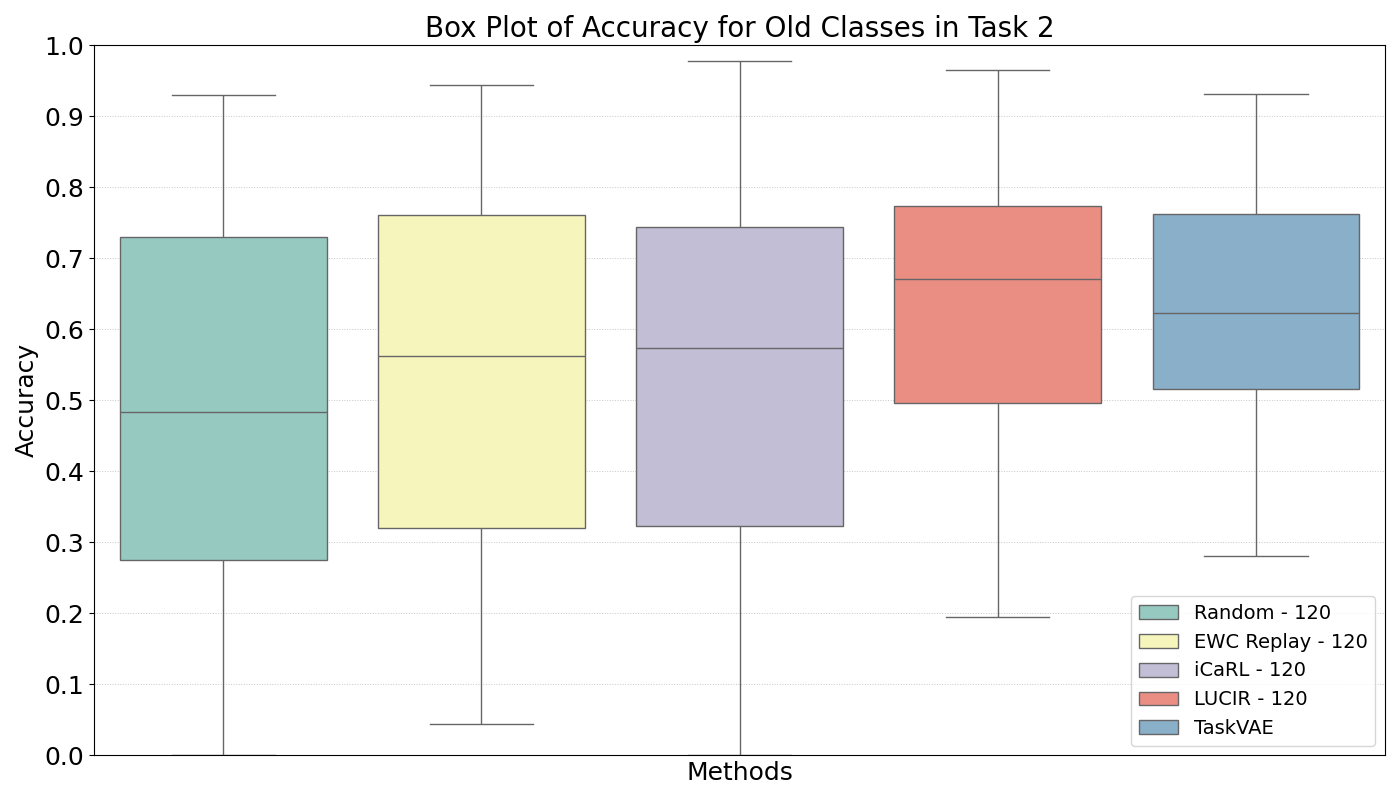 Box Plot of Accuracy for Old Classes in Task 2
1.0
0.9
0.8
0.7
0.6
0.5
0.4
0.3
0.2
0.1
0.0
Accuracy
Methods
Random - 120
EWC Replay - 120
iCaRL - 120
LUCIR - 120
TaskVAE